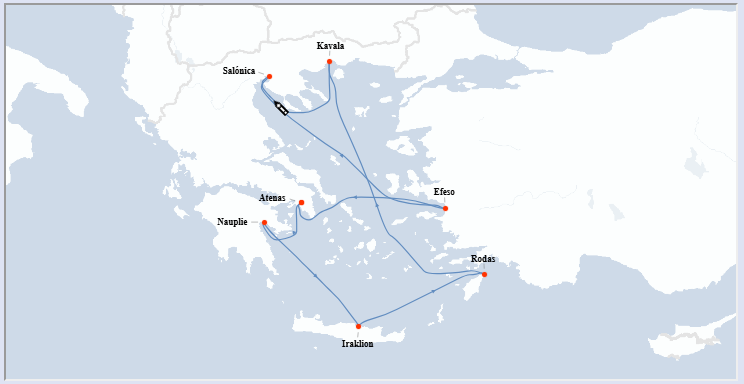 Kavala
Salónica
Efeso
Atenas
Nauplie
Rodas
Iraklion